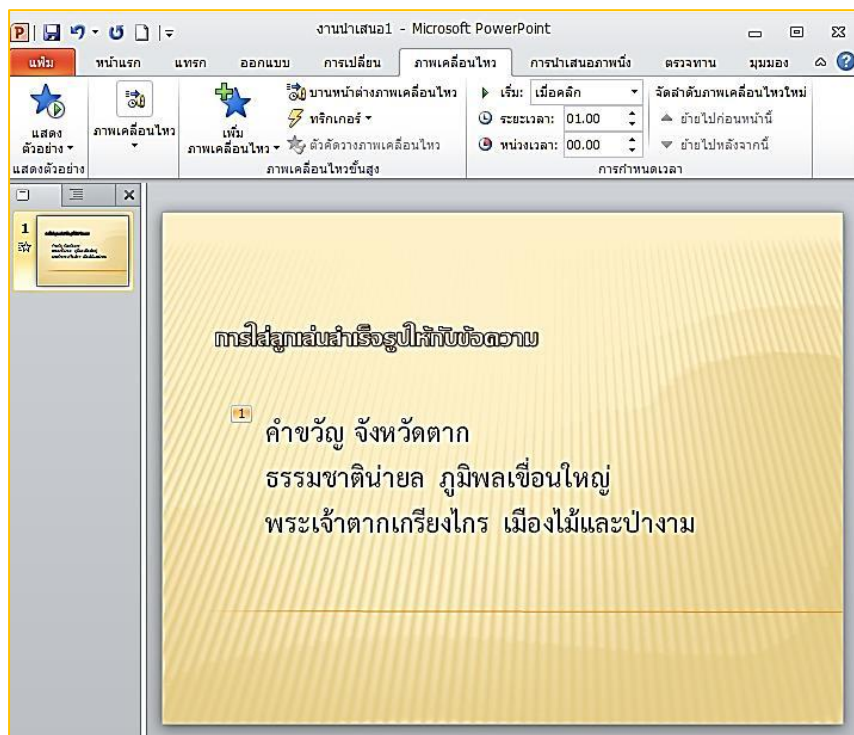 งานนำเสนอ1 - Microsoft PowerPoint
แฟ้ม หน้าแรก แทรก ออกแบบ การเปลี่ยน ภาพเคลื่อนไหว การนำเสนอภาพนิ่ง ตรวจทาน มุมมอง
แสดงตัวอย่าง
ภาพเคลื่อนไหว
เพิ่มภาพเคลื่อนไหว
บานหน้าต่างภาพเคลื่อนไหว
ทริกเกอร์
ตัวคัดวางภาพเคลื่อนไหว
เริ่ม: เมื่อคลิก
ระยะเวลา: 01.00
หน่วงเวลา: 00.00
จัดลำดับภาพเคลื่อนไหวใหม่
ย้ายไปก่อนหน้านี้
ย้ายไปหลังจากนี้
แสดงตัวอย่าง ภาพเคลื่อนไหวขั้นสูง การกำหนดเวลา
1
การใส่ลูกเล่นสำเร็จรูปให้กับข้อความ
1
คำขวัญ จังหวัดตาก
ธรรมชาติน่ายล ภูมิพลเขื่อนใหญ่
พระเจ้าตากเกรียงไกร เมืองไม้และป่างาม